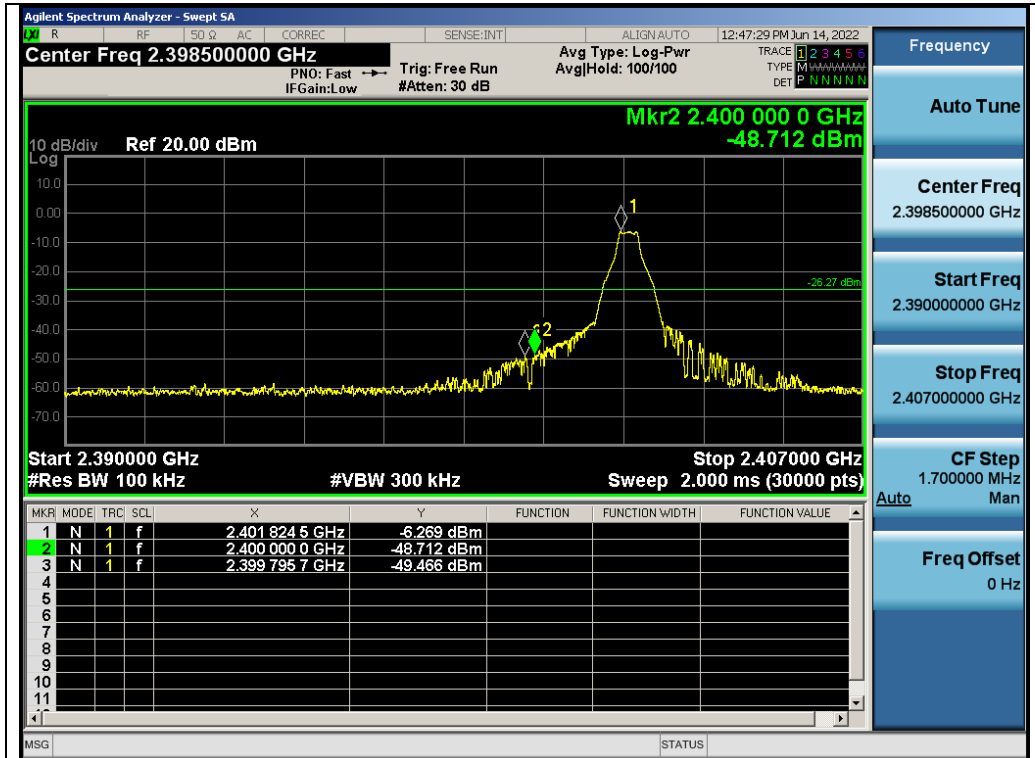 Agilent Spectrum Analyzer - Swept SA
LXI R RF 50 Ω AC CORREC SENSE:INT ALIGN AUTO 12:47:29 PM Jun 14, 2022
Center Freq 2.398500000 GHz
PNO: Fast
IFGain:Low
Trig: Free Run
#Atten: 30 dB
Avg Type: Log-Pwr
Avg|Hold: 100/100
TRACE 1 2 3 4 5 6
TYPE M W W W W W
DET P N N N N N
Mkr2 2.400 000 0 GHz
-48.712 dBm
10 dB/div Ref 20.00 dBm
Log
10.0
0.00
-10.0
-20.0
-30.0
-40.0
-50.0
-60.0
-70.0
1
-26.27 dBm
2
Start 2.390000 GHz Stop 2.407000 GHz
#Res BW 100 kHz #VBW 300 kHz Sweep 2.000 ms (30000 pts)
MKR MODE TRC SCL X Y FUNCTION FUNCTION WIDTH FUNCTION VALUE
1 N 1 f 2.401 824 5 GHz -6.269 dBm
2 N 1 f 2.400 000 0 GHz -48.712 dBm
3 N 1 f 2.399 795 7 GHz -49.466 dBm
4
5
6
7
8
9
10
11
MSG STATUS
Frequency
Auto Tune
Center Freq
2.398500000 GHz
Start Freq
2.390000000 GHz
Stop Freq
2.407000000 GHz
CF Step
1.700000 MHz
Auto Man
Freq Offset
0 Hz